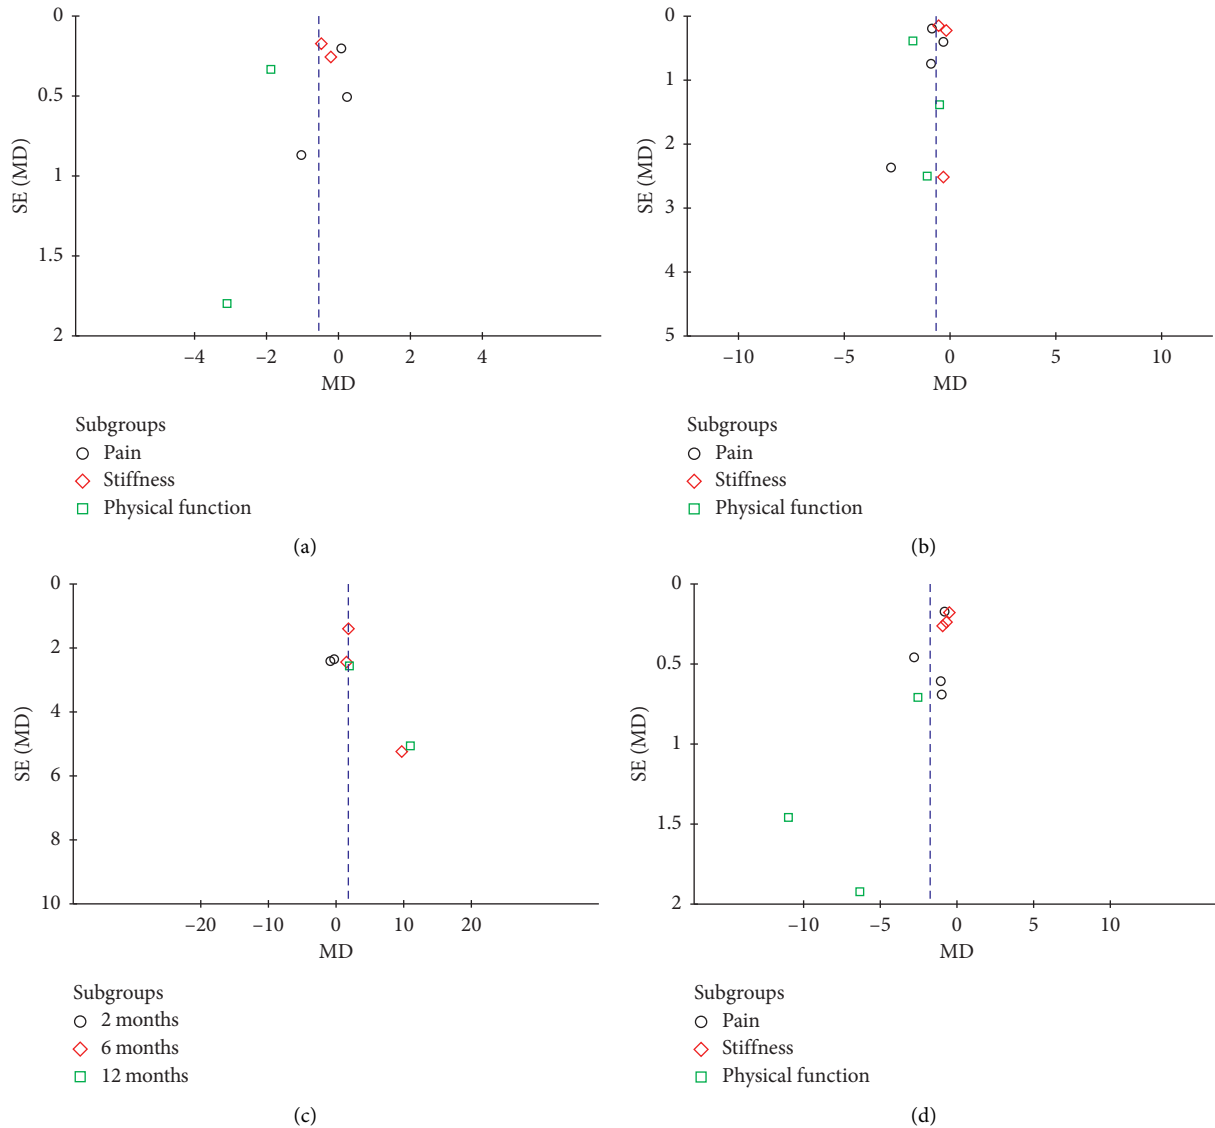 0
0.5
1
1.5
2
SE (MD)
–4
–2
0
2
4
MD
Subgroups
Pain
Stiffness
Physical function
(a)
0
1
2
3
4
5
SE (MD)
–10
–5
0
5
10
MD
Subgroups
Pain
Stiffness
Physical function
(b)
0
2
4
6
8
10
SE (MD)
–20
–10
0
10
20
MD
Subgroups
2 months
6 months
12 months
(c)
0
0.5
1
1.5
2
SE (MD)
–10
–5
0
5
10
MD
Subgroups
Pain
Stiffness
Physical function
(d)